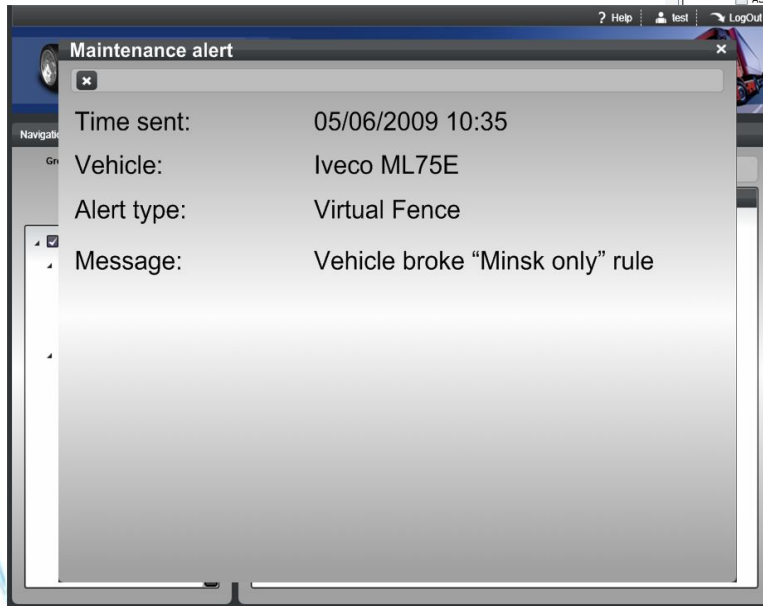 ? Help test LogOut
Maintenance alert
Time sent: 05/06/2009 10:35
Vehicle: Iveco ML75E
Alert type: Virtual Fence
Message: Vehicle broke “Minsk only” rule